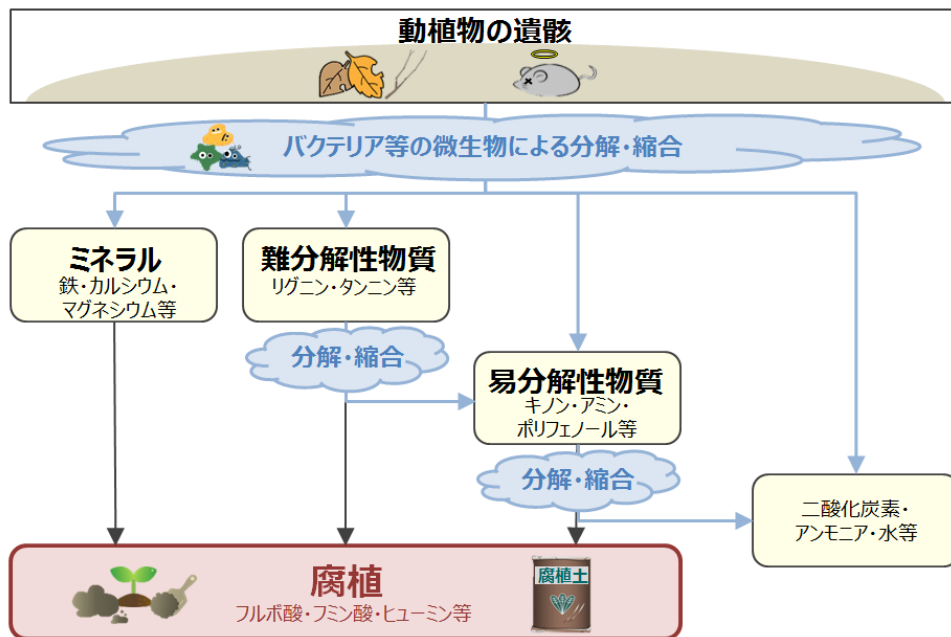 動植物の遺骸
バクテリア等の微生物による分解・縮合
ミネラル
鉄・カルシウム・
マグネシウム等
難分解性物質
リグニン・タンニン等
分解・縮合
易分解性物質
キノン・アミン・
ポリフェノール等
分解・縮合
二酸化炭素・
アンモニア・水等
腐植
フルボ酸・フミン酸・ヒューミン等
腐植土